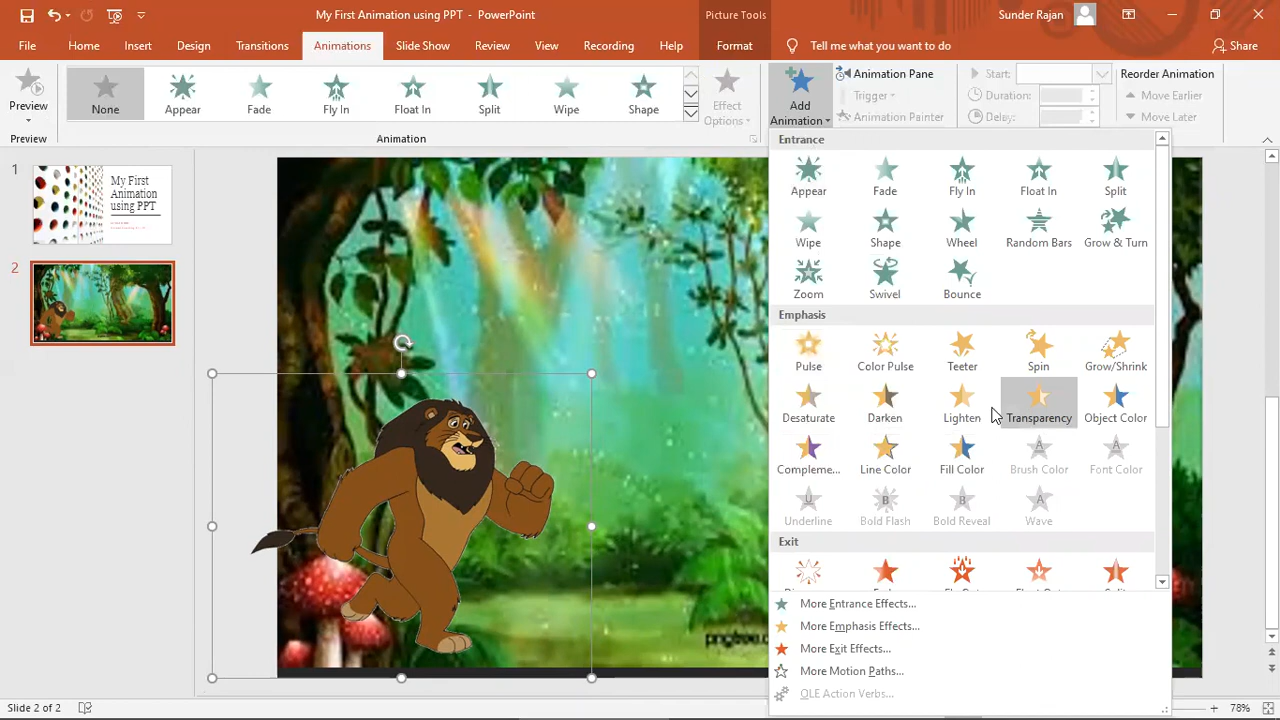 My First Animation using PPT - PowerPoint
Picture Tools
Sunder Rajan
File Home Insert Design Transitions Animations Slide Show Review View Recording Help Format Tell me what you want to do Share
Preview
Preview
None Appear Fade Fly In Float In Split Wipe Shape
Animation
Effect
Options
Add
Animation
Animation Pane
Trigger
Animation Painter
Start:
Duration:
Delay:
Reorder Animation
Move Earlier
Move Later
1
My First
Animation
using PPT
2
Entrance
Appear Fade Fly In Float In Split
Wipe Shape Wheel Random Bars Grow & Turn
Zoom Swivel Bounce
Emphasis
Pulse Color Pulse Teeter Spin Grow/Shrink
Desaturate Darken Lighten Transparency Object Color
Compleme... Line Color Fill Color Brush Color Font Color
Underline Bold Flash Bold Reveal Wave
Exit
More Entrance Effects...
More Emphasis Effects...
More Exit Effects...
More Motion Paths...
OLE Action Verbs...
Slide 2 of 2
78%